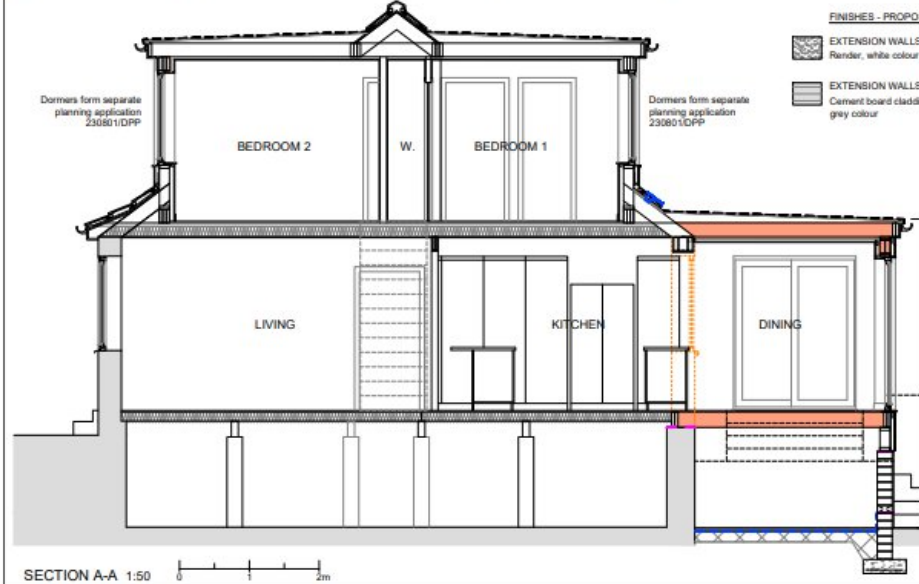 FINISHES - PROPO
EXTENSION WALLS
Render, white colour
EXTENSION WALLS
Cement board claddi
grey colour
Dormers form separate
planning application
230801/DPP
Dormers form separate
planning application
230801/DPP
BEDROOM 2
W.
BEDROOM 1
LIVING
KITCHEN
DINING
SECTION A-A 1:50
0
1
2m